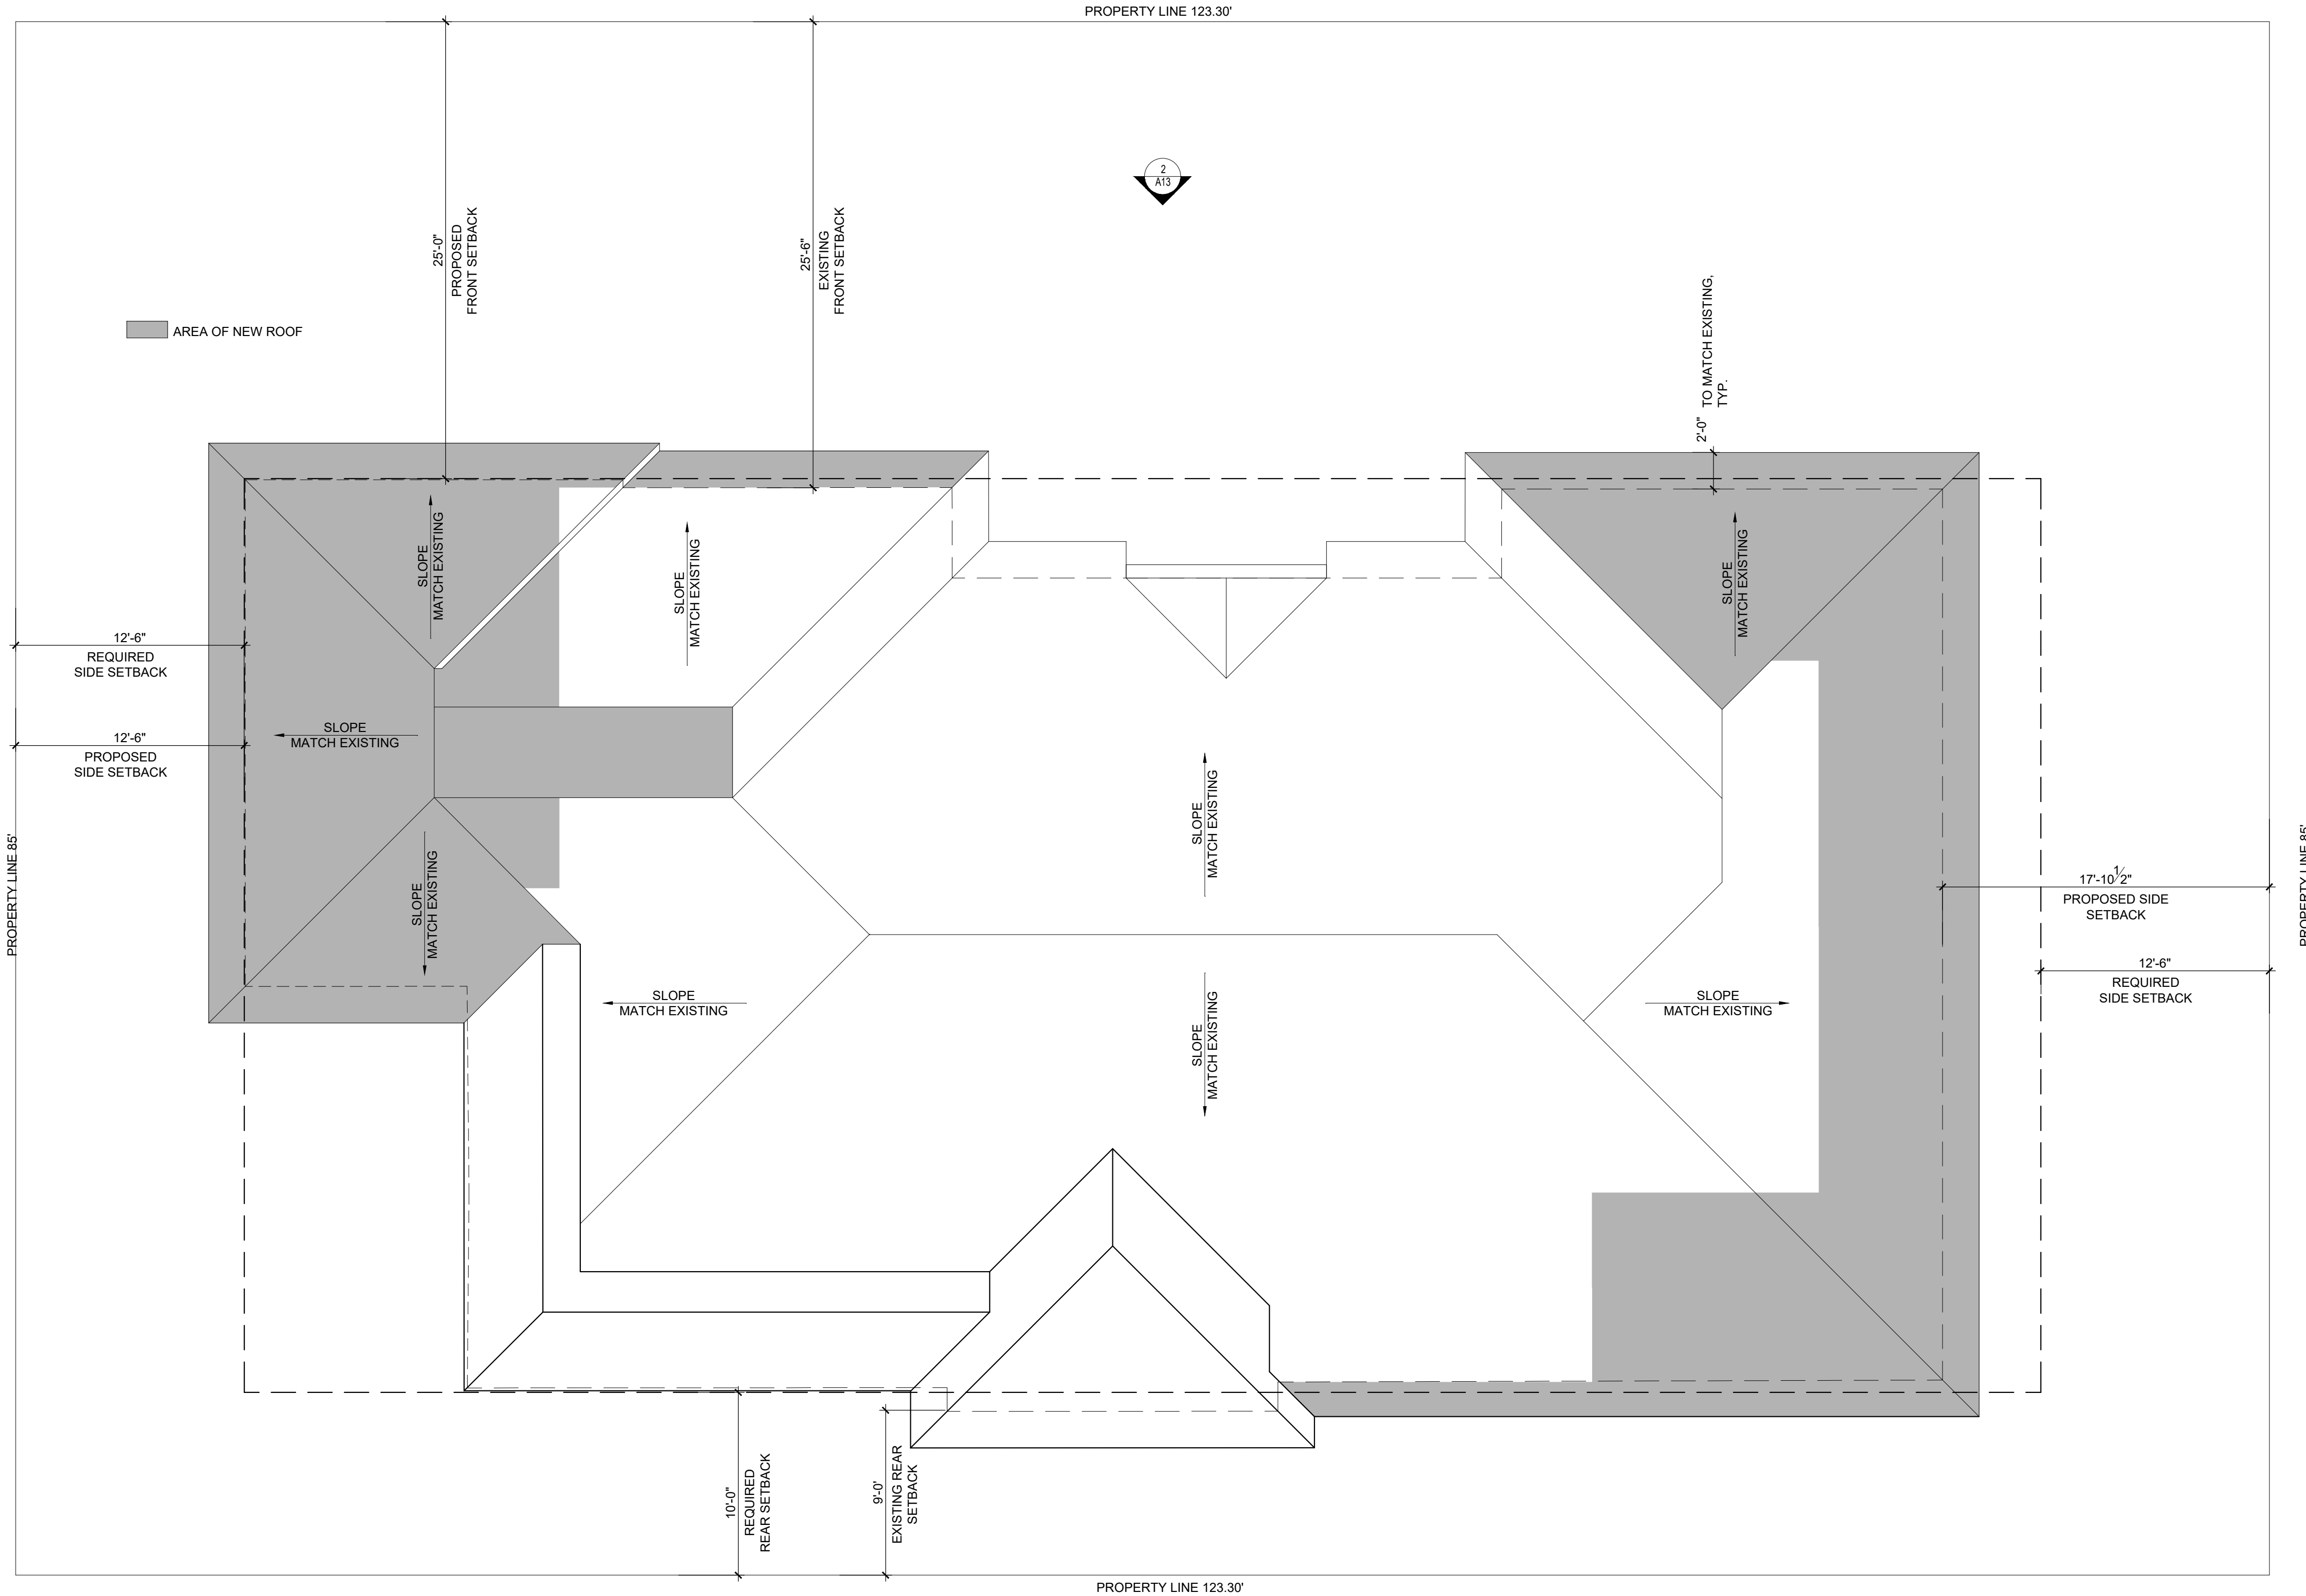 PROPERTY LINE 123.30'
2
A13
25'-0"
PROPOSED
FRONT SETBACK
25'-6"
EXISTING
FRONT SETBACK
2'-0"
TO MATCH EXISTING,
TYP.
AREA OF NEW ROOF
SLOPE
MATCH EXISTING
SLOPE
MATCH EXISTING
SLOPE
MATCH EXISTING
12'-6"
REQUIRED
SIDE SETBACK
12'-6"
PROPOSED
SIDE SETBACK
SLOPE
MATCH EXISTING
SLOPE
MATCH EXISTING
PROPERTY LINE 85'
SLOPE
MATCH EXISTING
PROPERTY LINE 85'
17'-10 1/2"
PROPOSED SIDE
SETBACK
12'-6"
REQUIRED
SIDE SETBACK
SLOPE
MATCH EXISTING
SLOPE
MATCH EXISTING
SLOPE
MATCH EXISTING
10'-0"
REQUIRED
REAR SETBACK
9'-0'
EXISTING REAR
SETBACK
PROPERTY LINE 123.30'